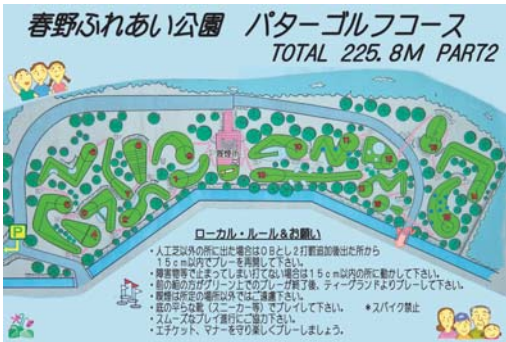 春野ふれあい公園 パターゴルフコース
TOTAL 225.8M PART2
P
ローカル・ルール&お願い
・人工芝以外の所に出た場合はOBとし2打罰追加後出た所から
15cm以内でプレーを再開して下さい。
・障害物等で止まってしまい打てない場合は15cm以内の所に動かして下さい。
・前の組の方がグリーン上でのプレーが終了後、ティーグランドよりプレーして下さい。
・喫煙は所定の場所以外ではご遠慮下さい。
・底の平らな靴(スニーカー等)でプレイして下さい。 *スパイク禁止
・スムーズなプレイ進行にご協力下さい。
・エチケット、マナーを守り楽しくプレーしましょう。